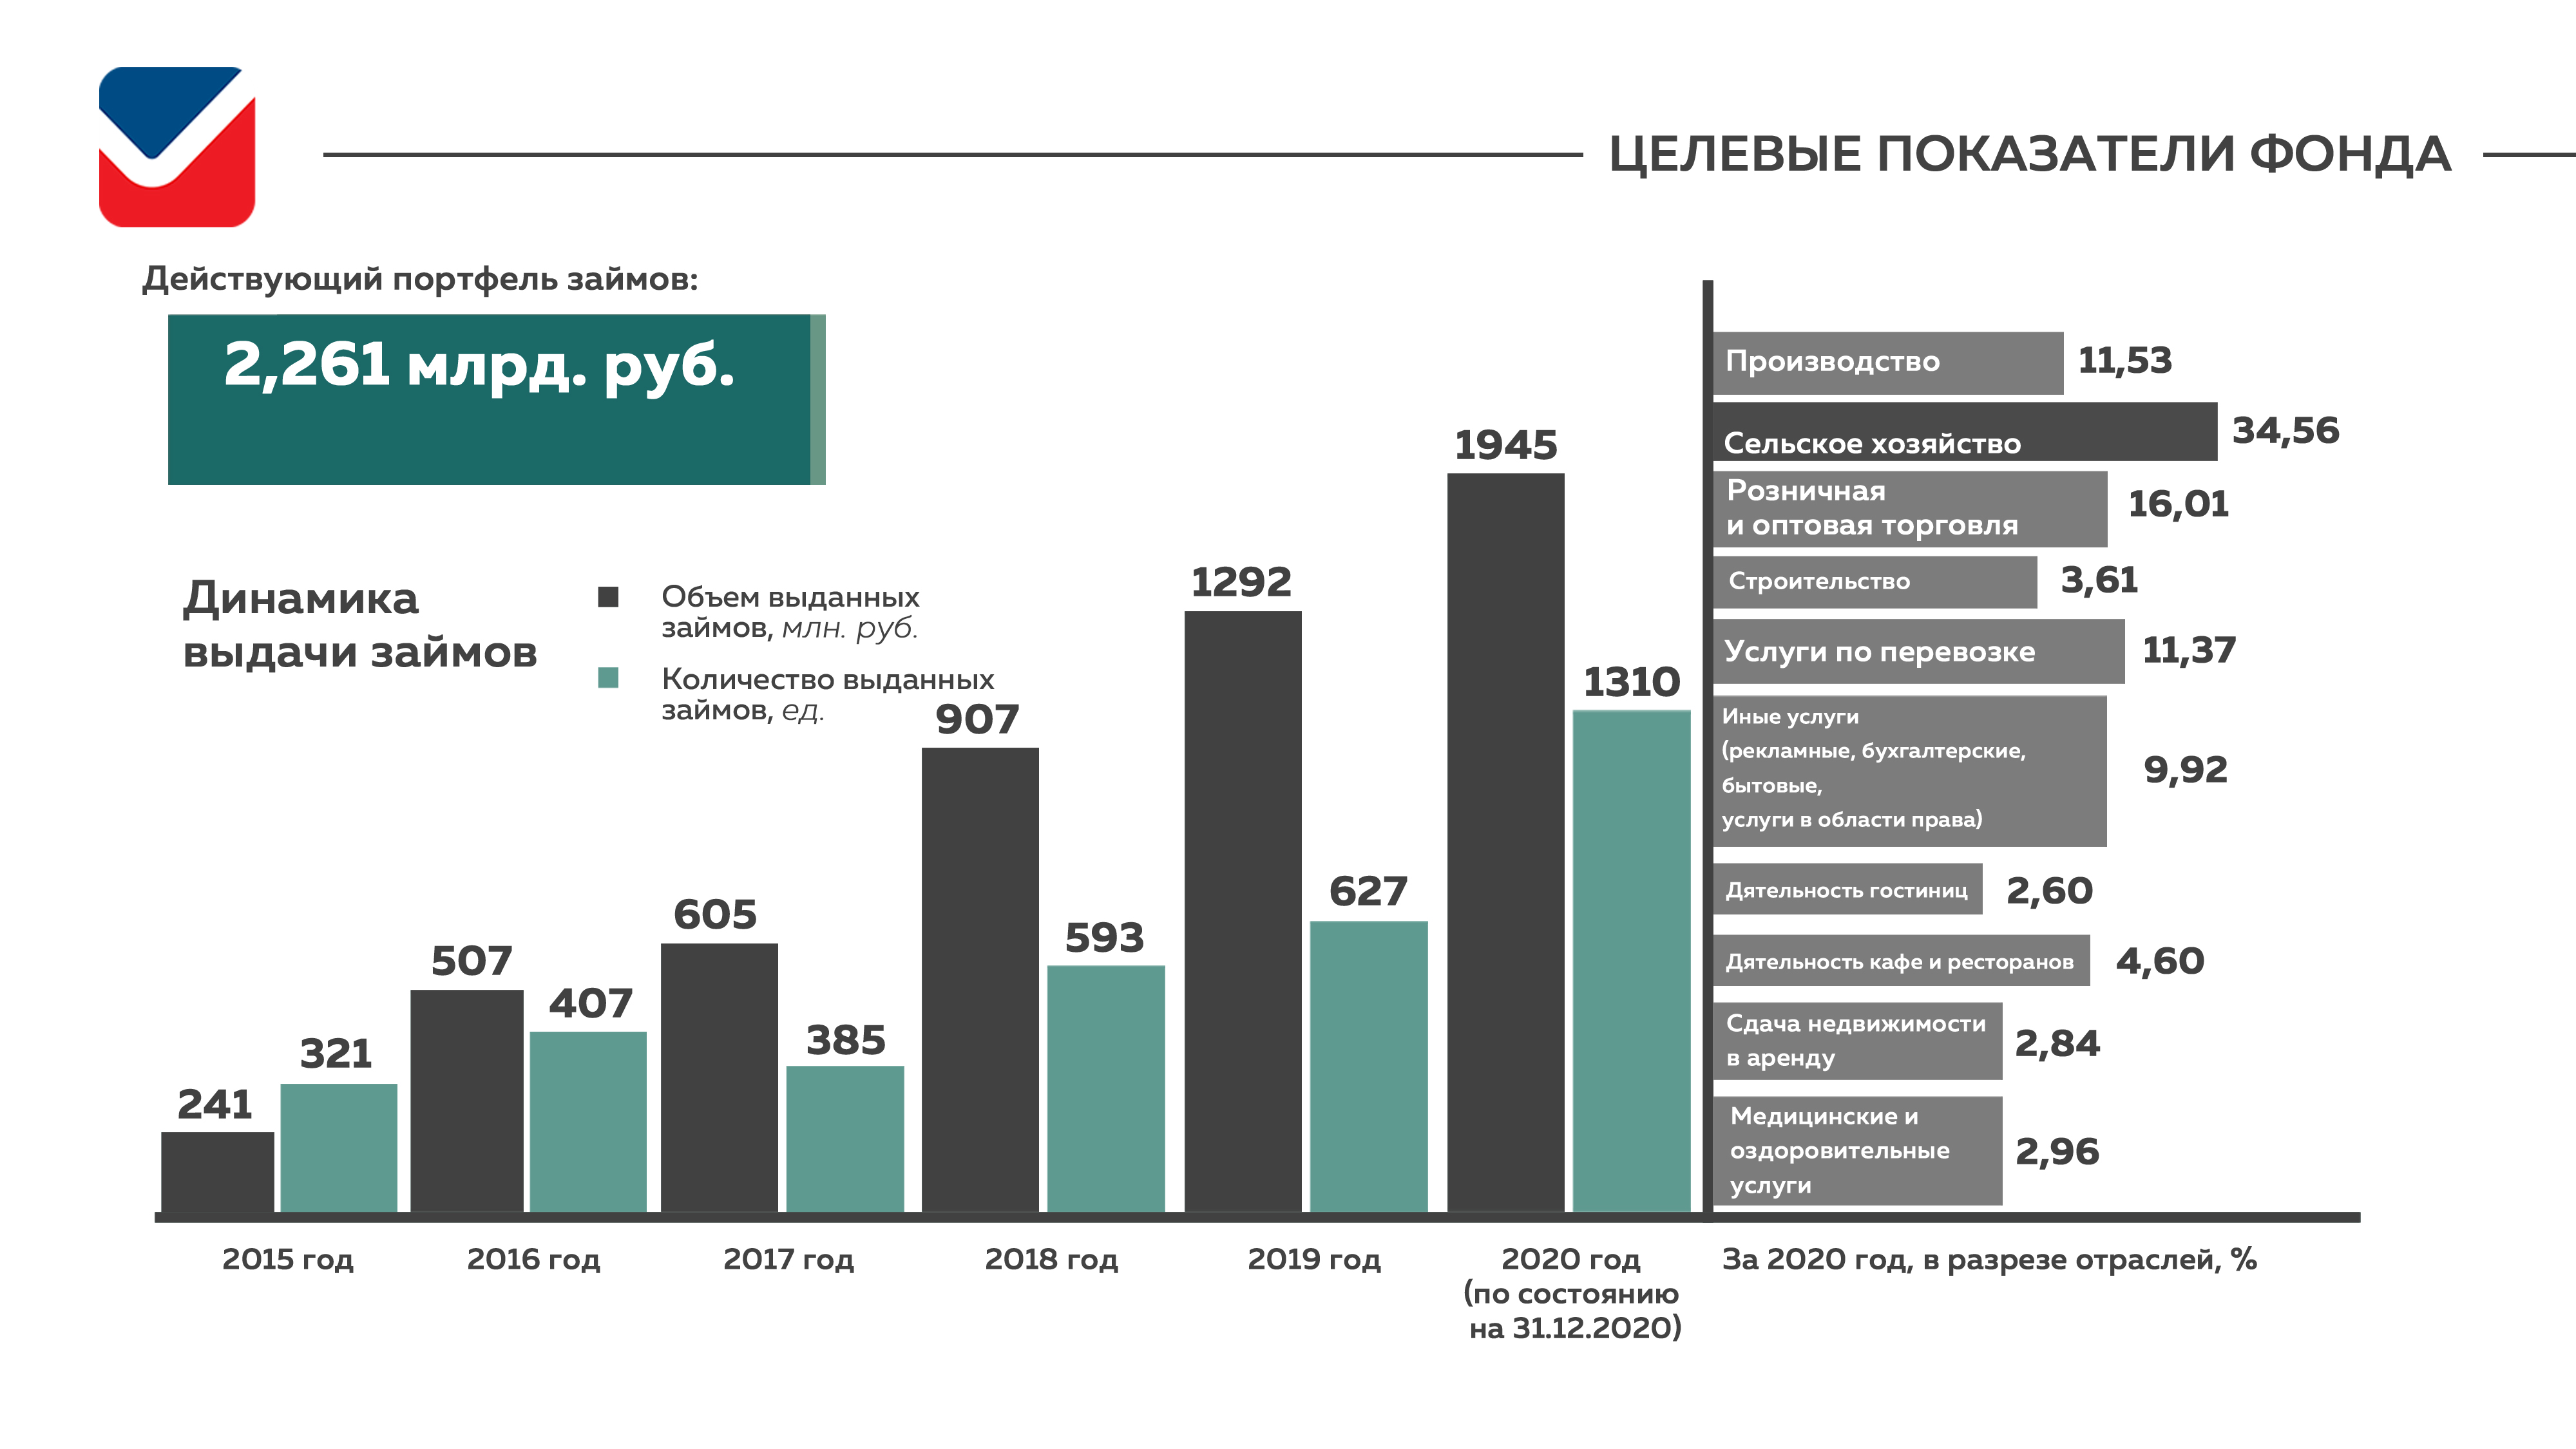 ЦЕЛЕВЫЕ ПОКАЗАТЕЛИ ФОНДА
Действующий портфель займов:
2,261 млрд. руб.
Динамика
выдачи займов
Объем выданных
займов, млн. руб.
Количество выданных
займов, ед.
241
321
507
407
605
385
907
593
1292
627
1945
1310
2015 год
2016 год
2017 год
2018 год
2019 год
2020 год
(по состоянию
на 31.12.2020)
Производство
11,53
Сельское хозяйство
34,56
Розничная
и оптовая торговля
16,01
Строительство
3,61
Услуги по перевозке
11,37
Иные услуги
(рекламные, бухгалтерские,
бытовые,
услуги в области права)
9,92
Дятельность гостиниц
2,60
Дятельность кафе и ресторанов
4,60
Сдача недвижимости
в аренду
2,84
Медицинские и
оздоровительные
услуги
2,96
За 2020 год, в разрезе отраслей, %